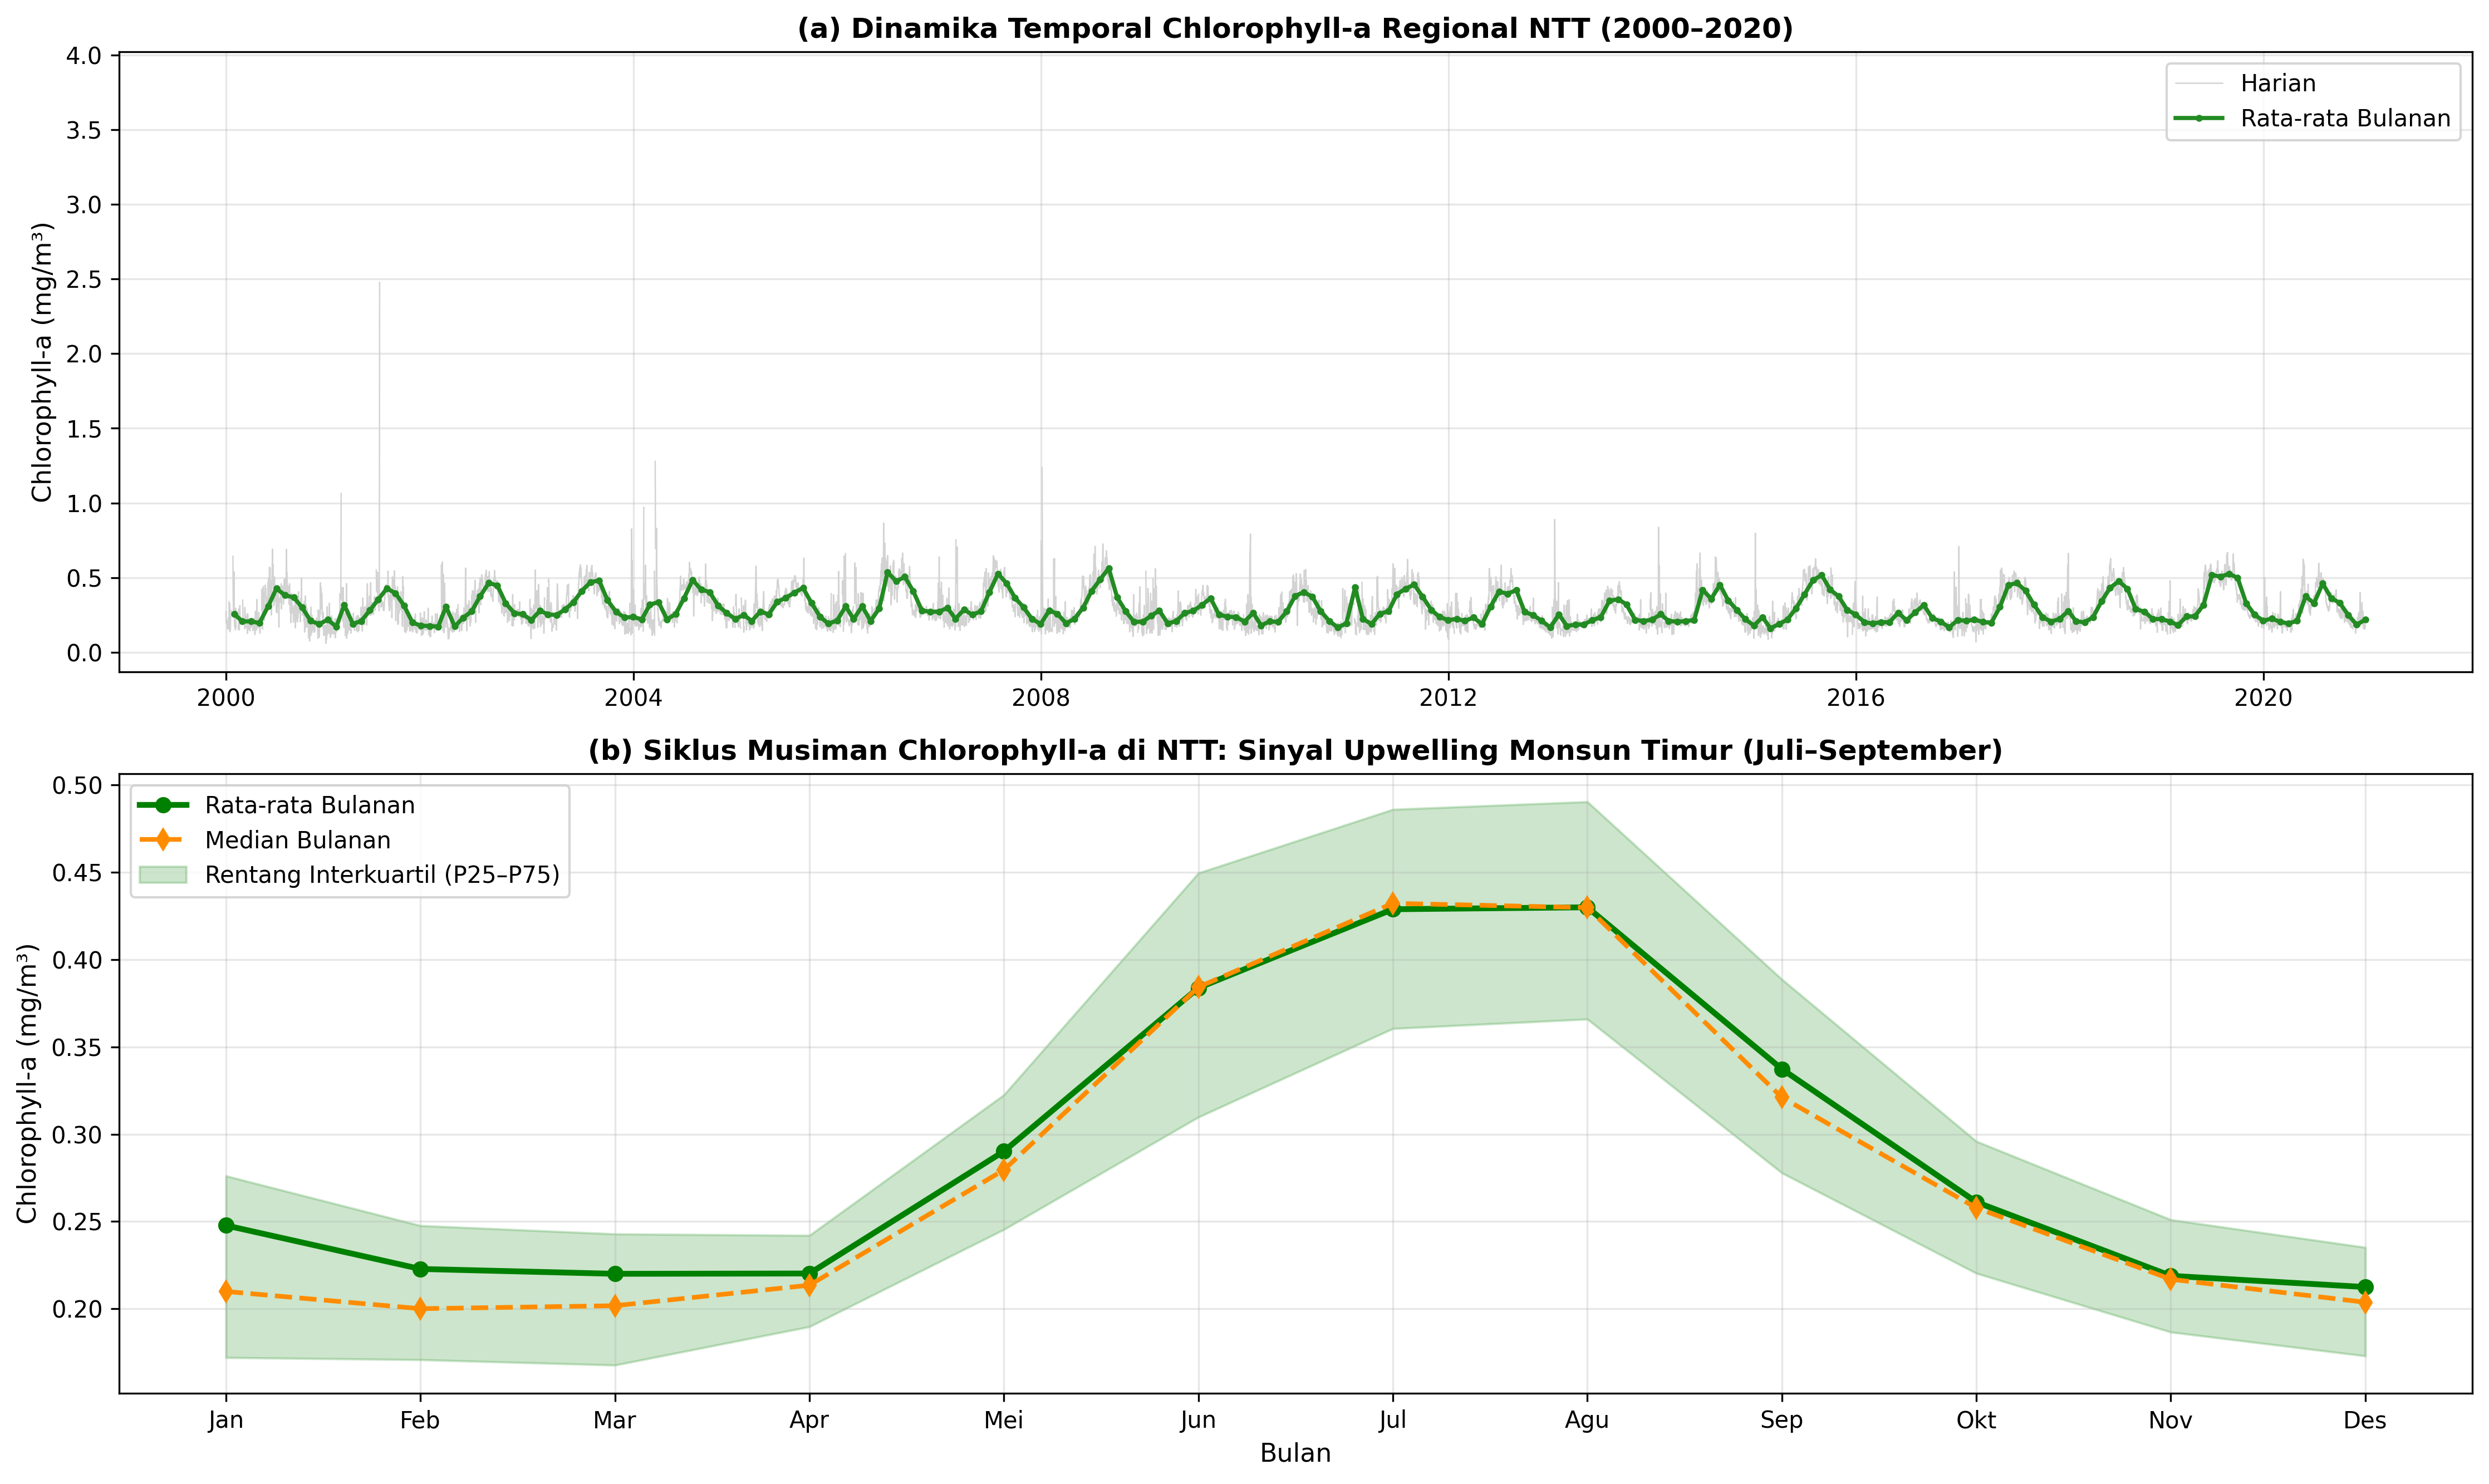 (a) Dinamika Temporal Chlorophyll-a Regional NTT (2000–2020)
Chlorophyll-a (mg/m³)
4.0
3.5
3.0
2.5
2.0
1.5
1.0
0.5
0.0
Harian
Rata-rata Bulanan
2000 2004 2008 2012 2016 2020
(b) Siklus Musiman Chlorophyll-a di NTT: Sinyal Upwelling Monsun Timur (Juli–September)
Chlorophyll-a (mg/m³)
0.50
0.45
0.40
0.35
0.30
0.25
0.20
Rata-rata Bulanan
Median Bulanan
Rentang Interkuartil (P25–P75)
Jan Feb Mar Apr Mei Jun Jul Agu Sep Okt Nov Des
Bulan